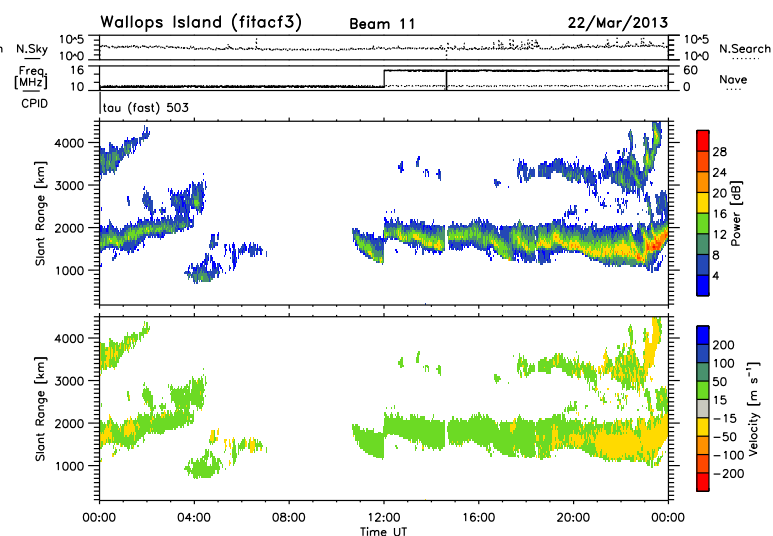 Wallops Island (fitacf3) Beam 11 22/Mar/2013
N.Sky 10^5 10^5 N.Search
10^0 10^0
Freq. 16 60 Nave
[MHz] 10 0
CPID tau (fast) 503
4000
3000
2000
1000
Slant Range [km]
28
24
20
16
12
8
4
Power [dB]
4000
3000
2000
1000
Slant Range [km]
200
100
50
15
-15
-50
-100
-200
Velocity [m s⁻¹]
00:00 04:00 08:00 12:00 16:00 20:00 00:00
Time UT